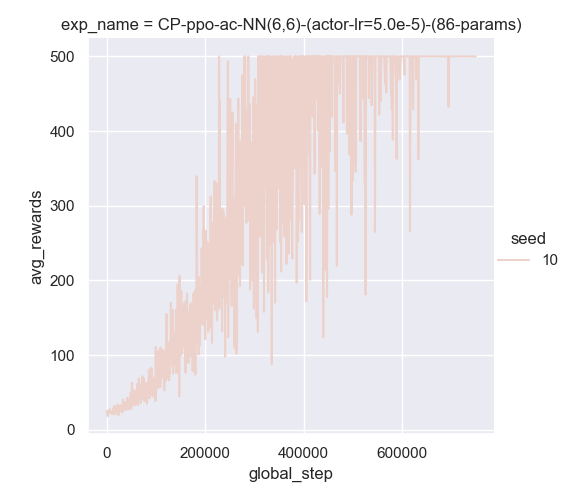 exp_name = CP-ppo-ac-NN(6,6)-(actor-lr=5.0e-5)-(86-params)
500
400
300
200
100
0
avg_rewards
seed
10
0 200000 400000 600000
global_step